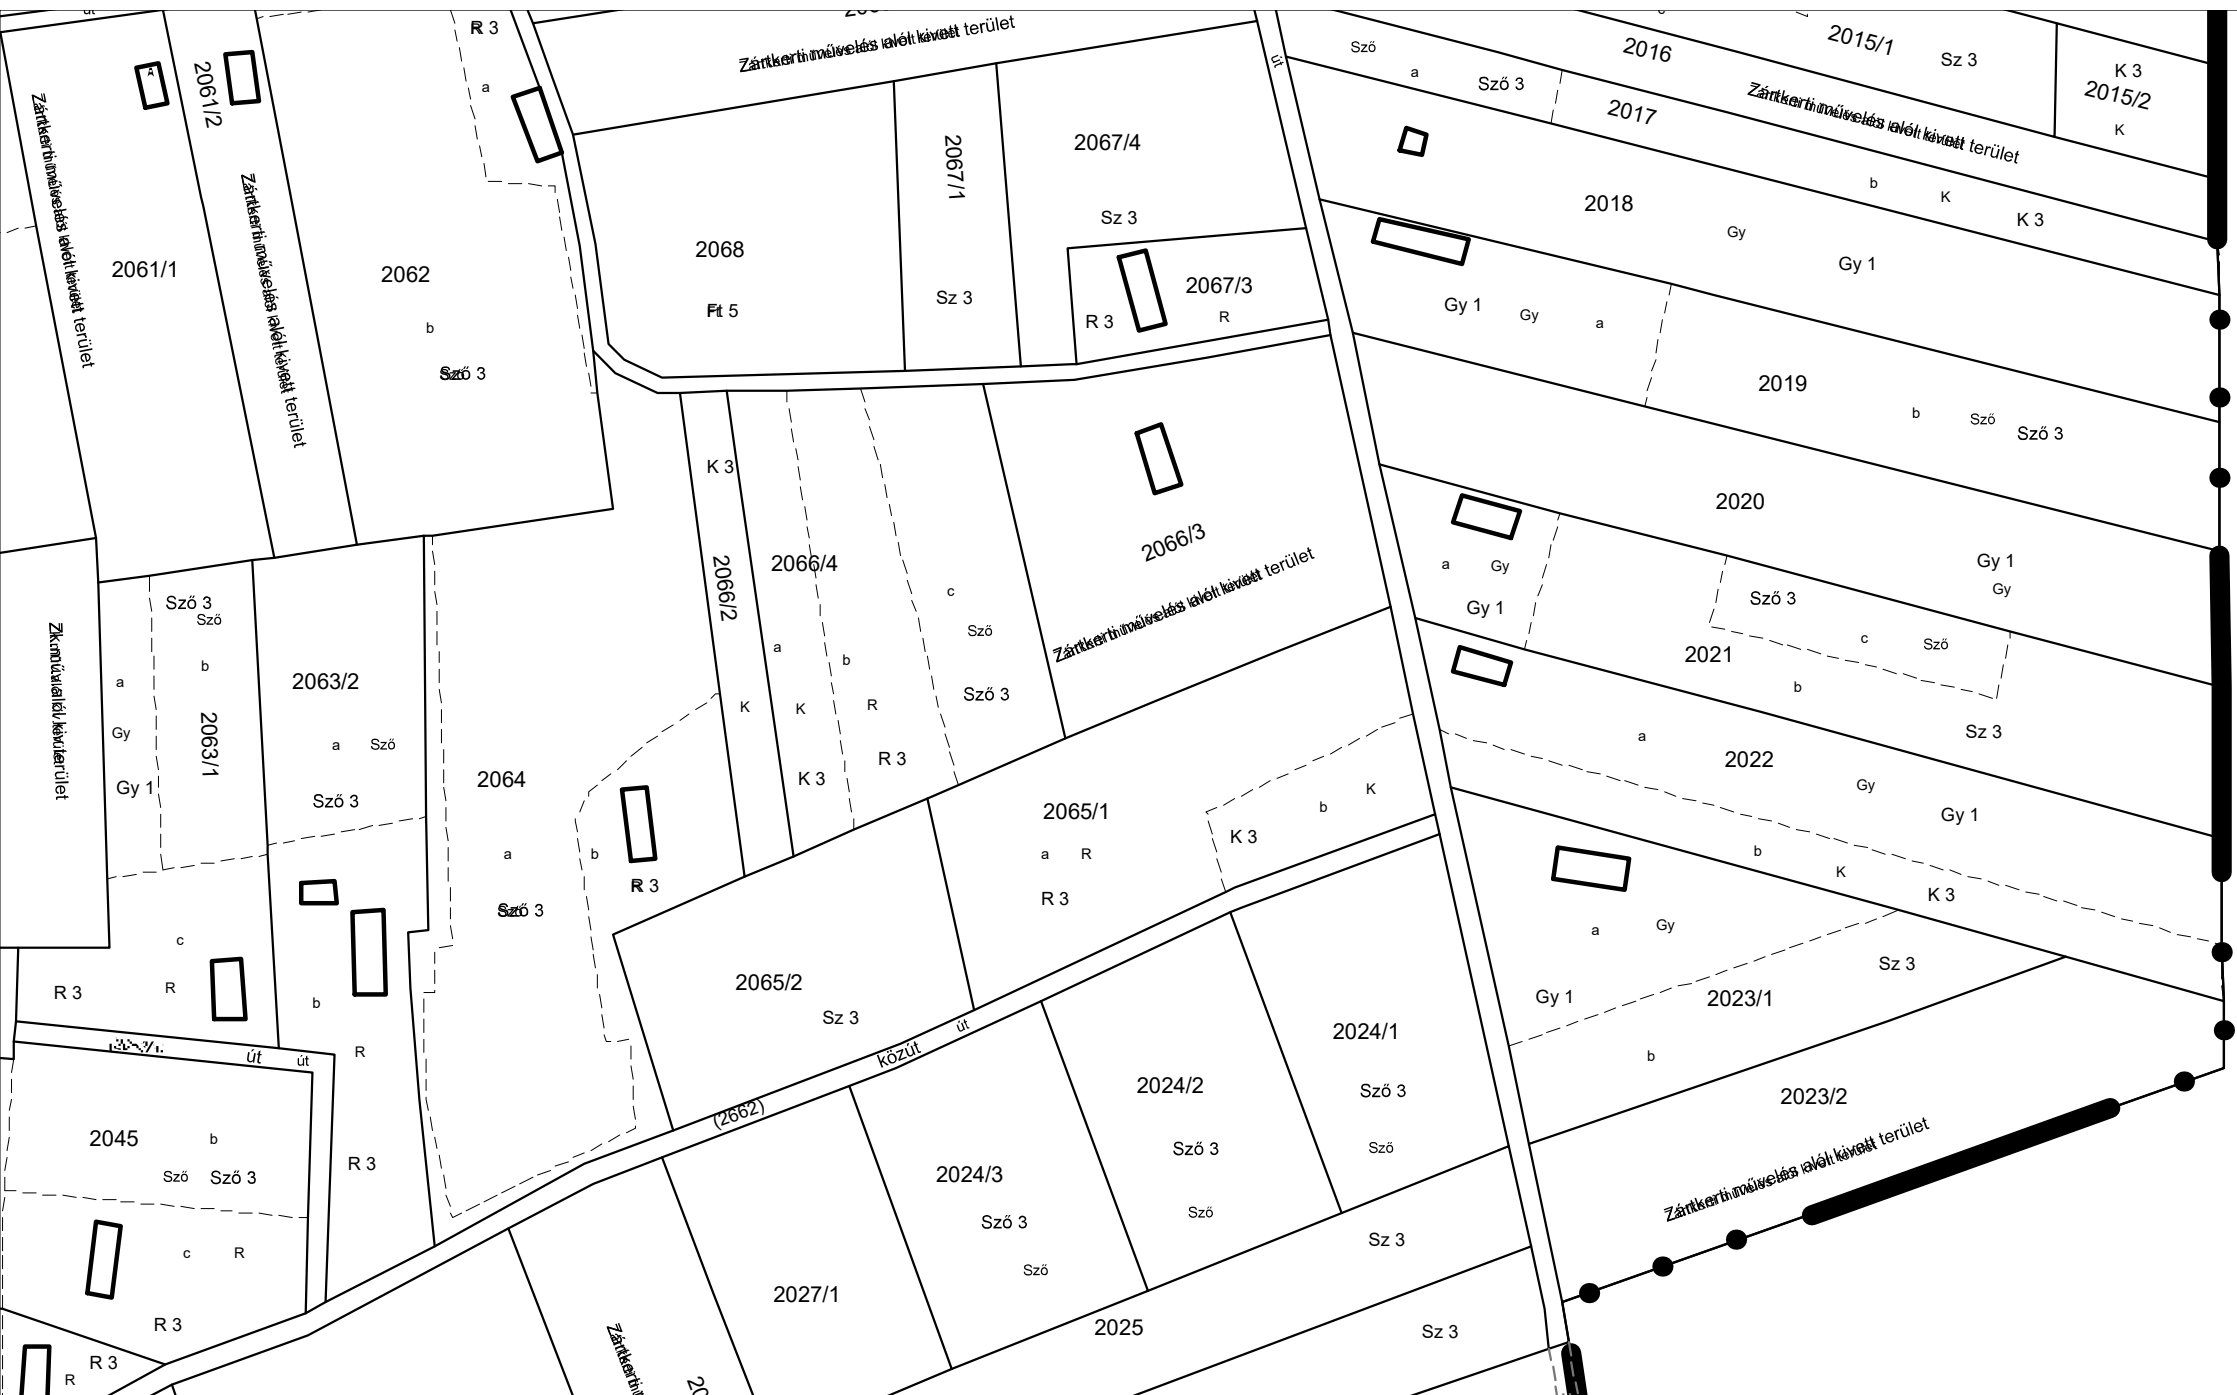 út
R 3
Zártkerti művelés alól kivett terület
út
Sző
a
Sző 3
2016
2015/1
Sz 3
K 3
2015/2
K
Zártkerti művelés alól kivett terület
2017
b
K
K 3
A
2061/2
a
Zártkerti művelés alól kivett terület
Zártkerti művelés alól kivett terület
2061/1
2062
b
Sző 3
2068
Ft 5
2067/1
Sz 3
2067/4
Sz 3
2067/3
R 3
R
2018
Gy
Gy 1
Gy 1
Gy
a
2019
b
Sző
Sző 3
2020
Gy 1
Gy
K 3
2066/2
K
2066/4
a
K
K 3
b
R
R 3
c
Sző
Sző 3
2066/3
Zártkerti művelés alól kivett terület
a
Gy
Gy 1
Sző 3
c
Sző
2021
b
Sz 3
Sző 3
Sző
b
a
Gy
Gy 1
2063/1
2063/2
a
Sző
Sző 3
2064
a
Sző 3
b
R 3
2065/1
a
R
R 3
K 3
b
K
a
2022
Gy
Gy 1
b
K
K 3
c
R
R 3
b
R
R 3
2065/2
Sz 3
út
közút
(2662)
a
Gy
Gy 1
Sz 3
2023/1
b
út
út
2045
b
Sző
Sző 3
c
R
R 3
2024/1
Sző 3
Sző
2024/2
Sző 3
Sző
2024/3
Sző 3
Sző
2023/2
Zártkerti művelés alól kivett terület
Sz 3
2027/1
2025
Sz 3
R 3
R
Zártkerti